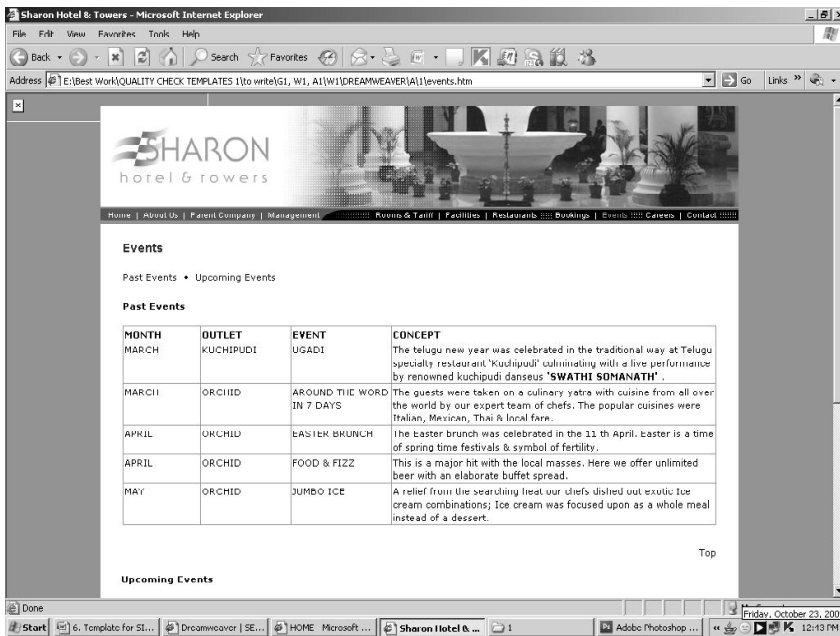 Sharon Hotel & Towers - Microsoft Internet Explorer
File Edit View Favorites Tools Help
Back Search Favorites
Address E:\Best Work\QUALITY CHECK TEMPLATES 1\to write\G1, W1, A1\W1\DREAMWEAVER\A\1\events.htm Go Links »
SHARON
hotel & towers
Home | About Us | Parent Company | Management Rooms & Tariff | Facilities | Restaurants Bookings | Events Careers | Contact
Events
Past Events • Upcoming Events
Past Events
MONTH OUTLET EVENT CONCEPT
MARCH KUCHIPUDI UGADI The telugu new year was celebrated in the traditional way at Telugu
specialty restaurant 'Kuchipudi' culminating with a live performance
by renowned kuchipudi danseus 'SWATHI SOMANATH' .
MARCH ORCHID AROUND THE WORD The guests were taken on a culinary yatra with cuisine from all over
IN 7 DAYS the world by our expert team of chefs. The popular cuisines were
Italian, Mexican, Thai & local fare.
APRIL ORCHID EASTER BRUNCH The Easter brunch was celebrated in the 11 th April. Easter is a time
of spring time festivals & symbol of fertility.
APRIL ORCHID FOOD & FIZZ This is a major hit with the local masses. Here we offer unlimited
beer with an elaborate buffet spread.
MAY ORCHID JUMBO ICE A relief from the searching heat our chefs dished out exotic Ice
cream combinations; Ice cream was focused upon as a whole meal
instead of a dessert.
Top
Upcoming Events
Done
Friday, October 23, 200
Start 6. Template for SI... Dreamweaver | SE... HOME Microsoft ... Sharon Hotel & ... 1 Adobe Photoshop ... « 12:43 PM